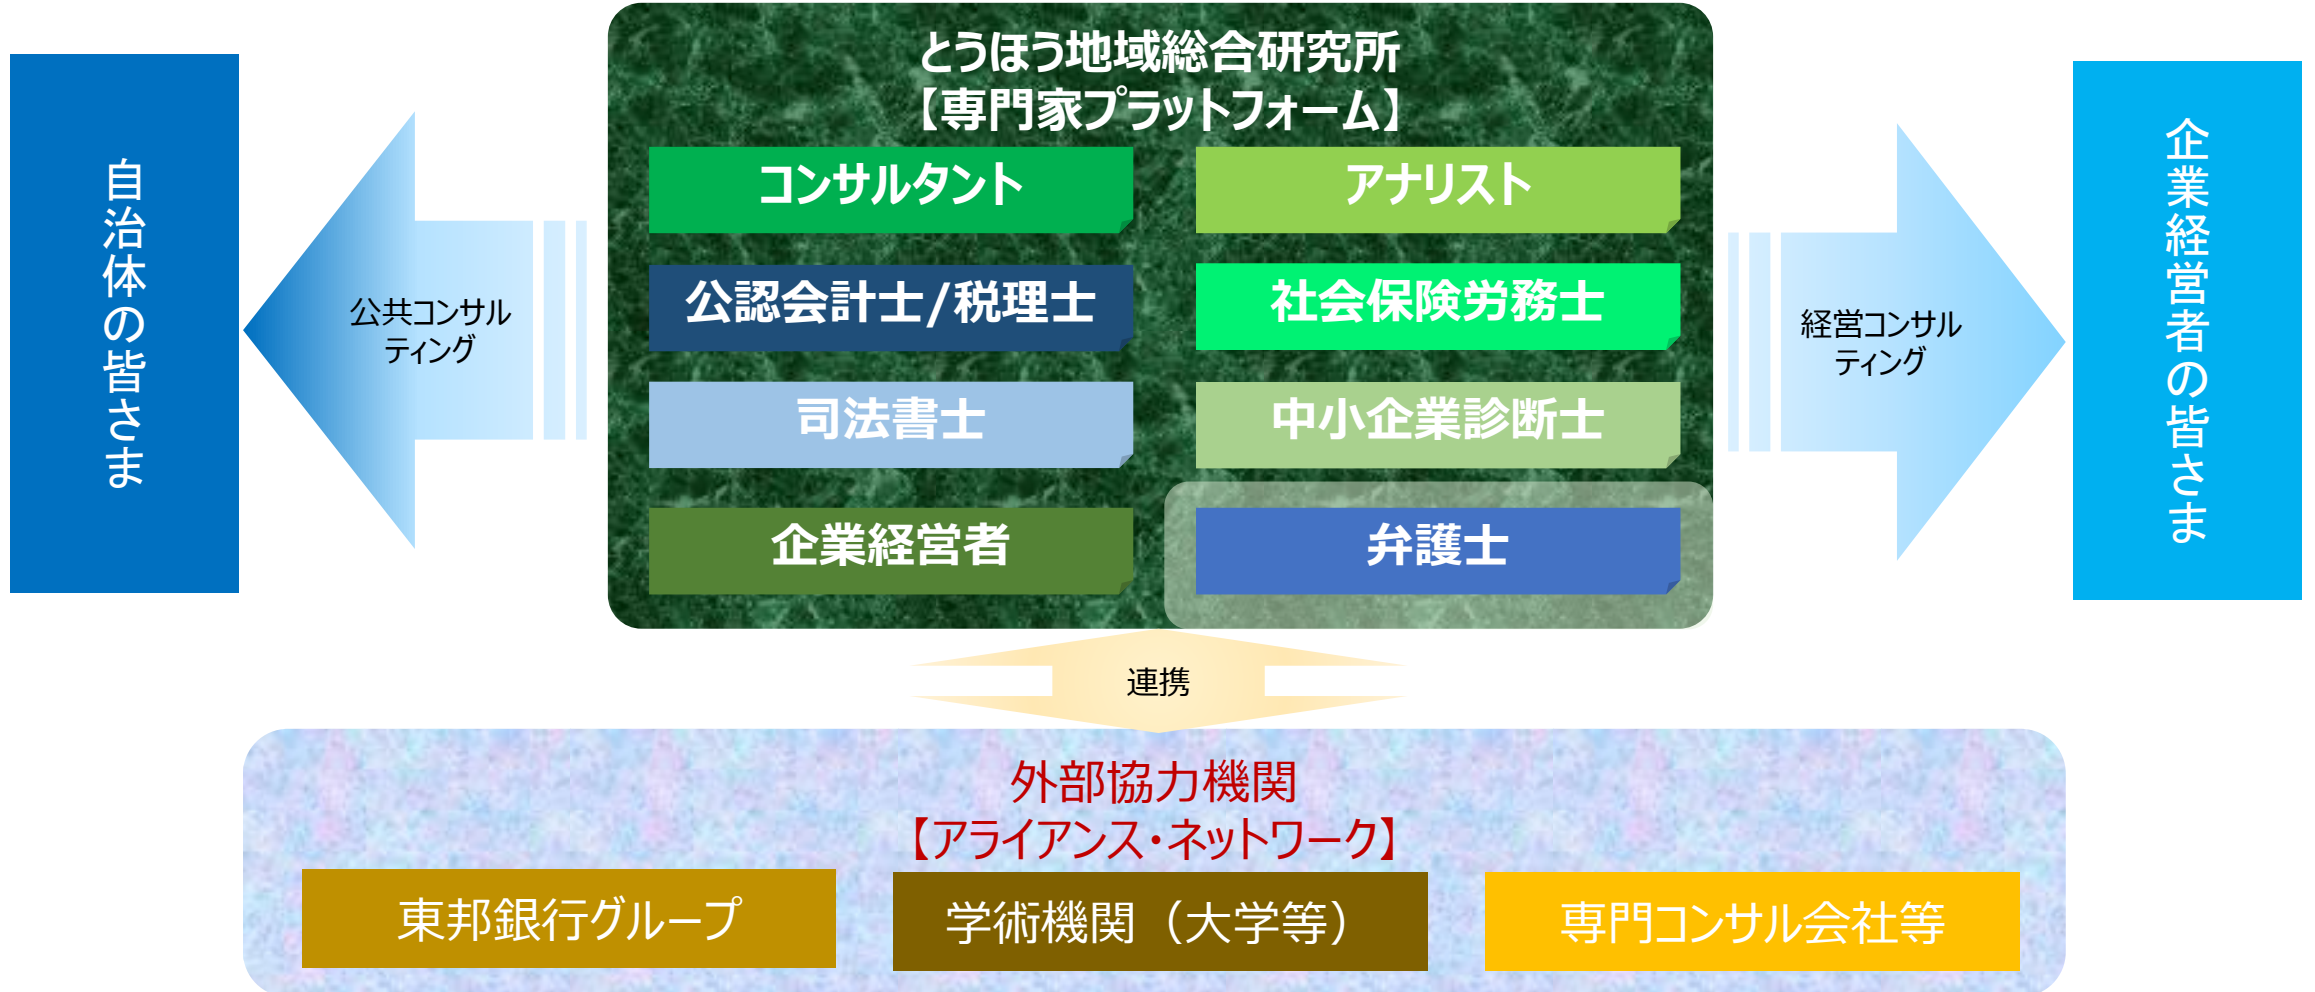 とうほう地域総合研究所
【専門家プラットフォーム】
自治体の皆さま
公共コンサル
ティング
コンサルタント
アナリスト
公認会計士/税理士
社会保険労務士
司法書士
中小企業診断士
企業経営者
弁護士
経営コンサル
ティング
企業経営者の皆さま
連携
外部協力機関
【アライアンス・ネットワーク】
東邦銀行グループ
学術機関（大学等）
専門コンサル会社等